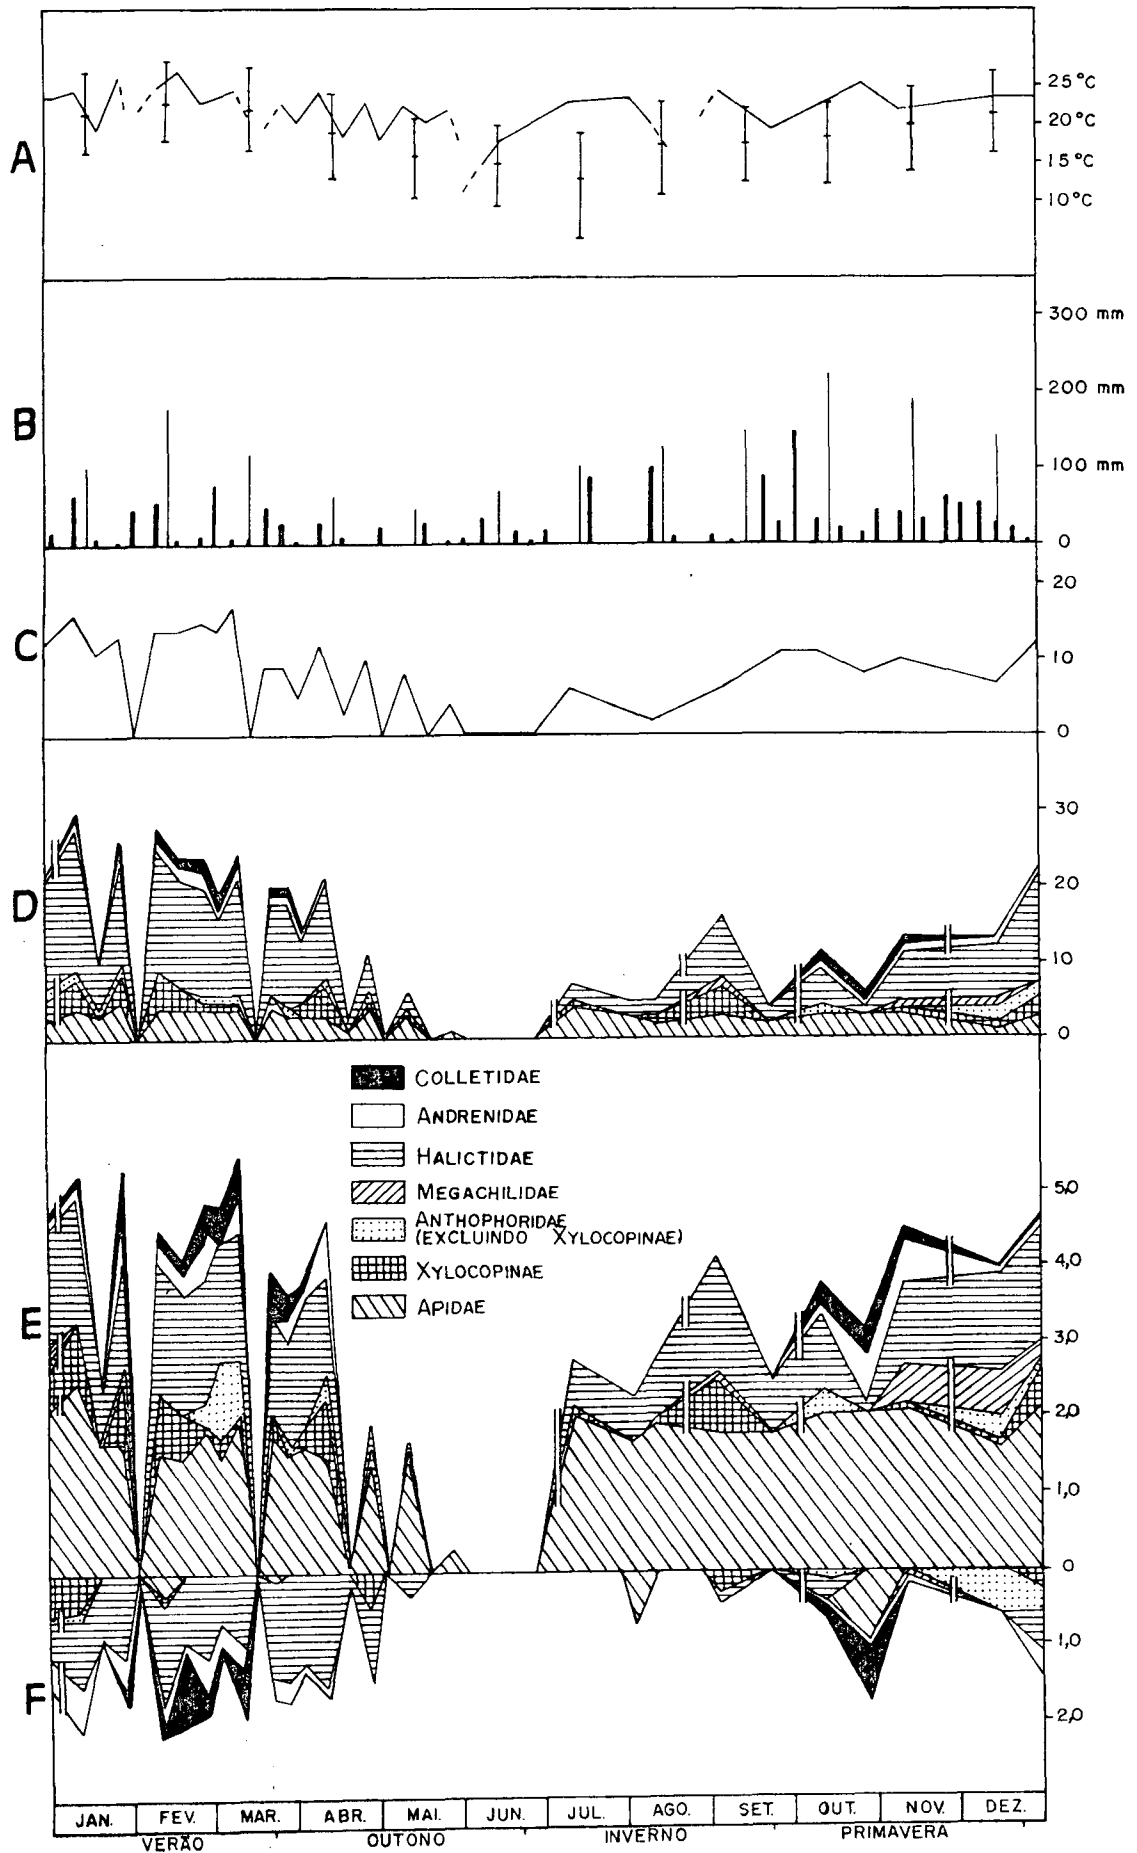 A
25°C
20°C
15°C
10°C
B
300 mm
200 mm
100 mm
0
C
20
10
0
D
30
20
10
0
COLLETIDAE
ANDRENIDAE
HALICTIDAE
MEGACHILIDAE
ANTHOPHORIDAE
(EXCLUINDO XYLOCOPINAE)
XYLOCOPINAE
APIDAE
E
5,0
4,0
3,0
2,0
1,0
0
F
1,0
2,0
JAN. FEV. MAR. ABR. MAI. JUN. JUL. AGO. SET. OUT. NOV. DEZ.
VERÃO OUTONO INVERNO PRIMAVERA